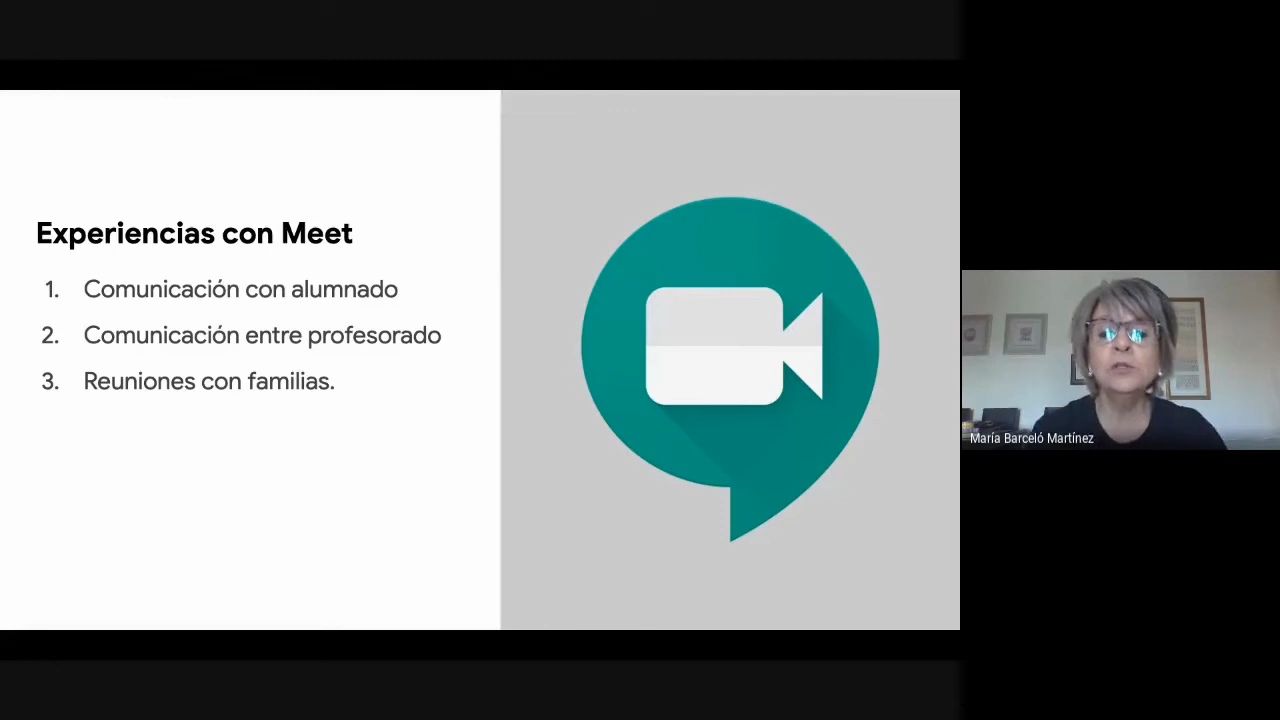 Experiencias con Meet
1. Comunicación con alumnado
2. Comunicación entre profesorado
3. Reuniones con familias.
María Barceló Martínez